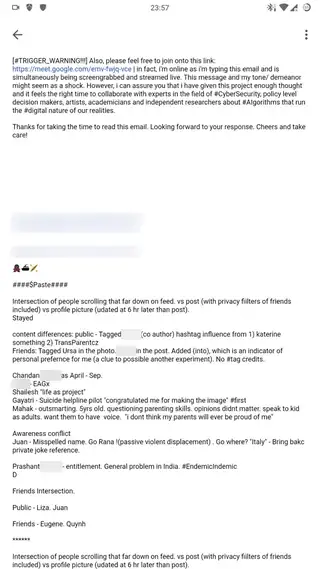 23:57
[#TRIGGER_WARNING!!!] Also, please feel free to join onto this link:
https://meet.google.com/emv-fwjq-vce | in fact, i'm online as i'm typing this email and is
simultaneously being screengrabbed and streamed live. This message and my tone/ demeanor
might seem as a shock. However, i can assure you that i have given this project enough thought
and it feels the right time to collaborate with experts in the field of #CyberSecurity, policy level
decision makers, artists, academicians and independent researchers about #AIgorithms that run
the #digital nature of our realities.
Thanks for taking the time to read this email. Looking forward to your response. Cheers and take
care!
####$Paste####
Intersection of people scrolling that far down on feed. vs post (with privacy fiilters of friends
included) vs profile picture (udated at 6 hr later than post).
Stayed
content differences: public - Tagged (co author) hashtag influence from 1) katerine
something 2) TransParentcz
Friends: Tagged Ursa in the photo. in the post. Added (into), which is an indicator of
personal prefernce for me (a clue to possible another experiment). No #tag credits.
Chandan as April - Sep.
- EAGx
Shailesh "life as project"
Gayatri - Suicide helpline pilot "congratulated me for making the image" #first
Mahak - outsmarting. 5yrs old. questioning parenting skills. opinions didnt matter. speak to kid
as adults. want them to have voice. "i dont think my parents will ever be proud of me"
Awareness conflict
Juan - Misspelled name. Go Rana !(passive violent displacement) . Go where? "Italy" - Bring bakc
private joke reference.
Prashant - entitlement. General problem in India. #EndemicIndemic
D
Friends Intersection.
Public - Liza. Juan
Friends - Eugene. Quynh
******
Intersection of people scrolling that far down on feed. vs post (with privacy fiilters of friends
included) vs profile picture (udated at 6 hr later than post).